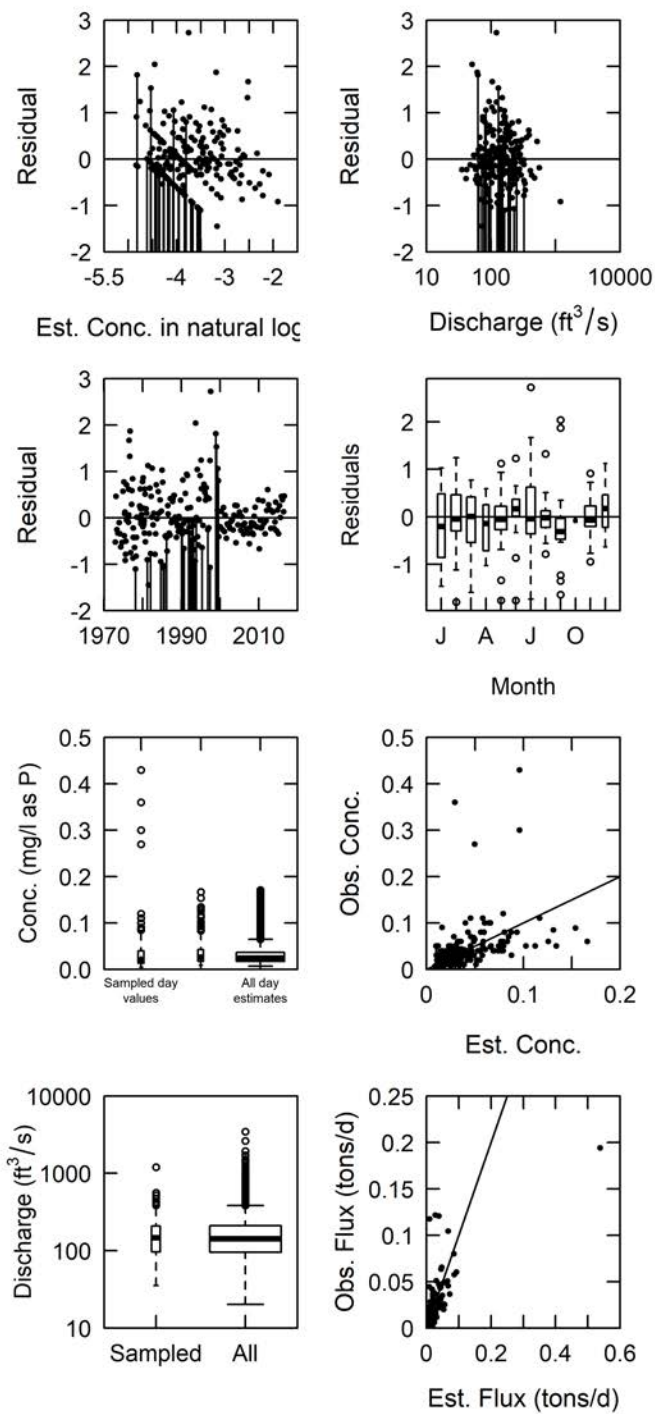 3
2
1
0
-1
-2
Residual
-5.5 -4 -3 -2
Est. Conc. in natural log
3
2
1
0
-1
-2
Residual
10 100 10000
Discharge (ft³/s)
3
2
1
0
-1
-2
Residual
1970 1990 2010
2
1
0
-1
Residuals
J A J O
Month
0.5
0.4
0.3
0.2
0.1
0.0
Conc. (mg/l as P)
Sampled day
values
All day
estimates
0.5
0.4
0.3
0.2
0.1
0
Obs. Conc.
0 0.1 0.2
Est. Conc.
10000
1000
100
10
Discharge (ft³/s)
Sampled All
0.25
0.2
0.15
0.1
0.05
0
Obs. Flux (tons/d)
0 0.2 0.4 0.6
Est. Flux (tons/d)